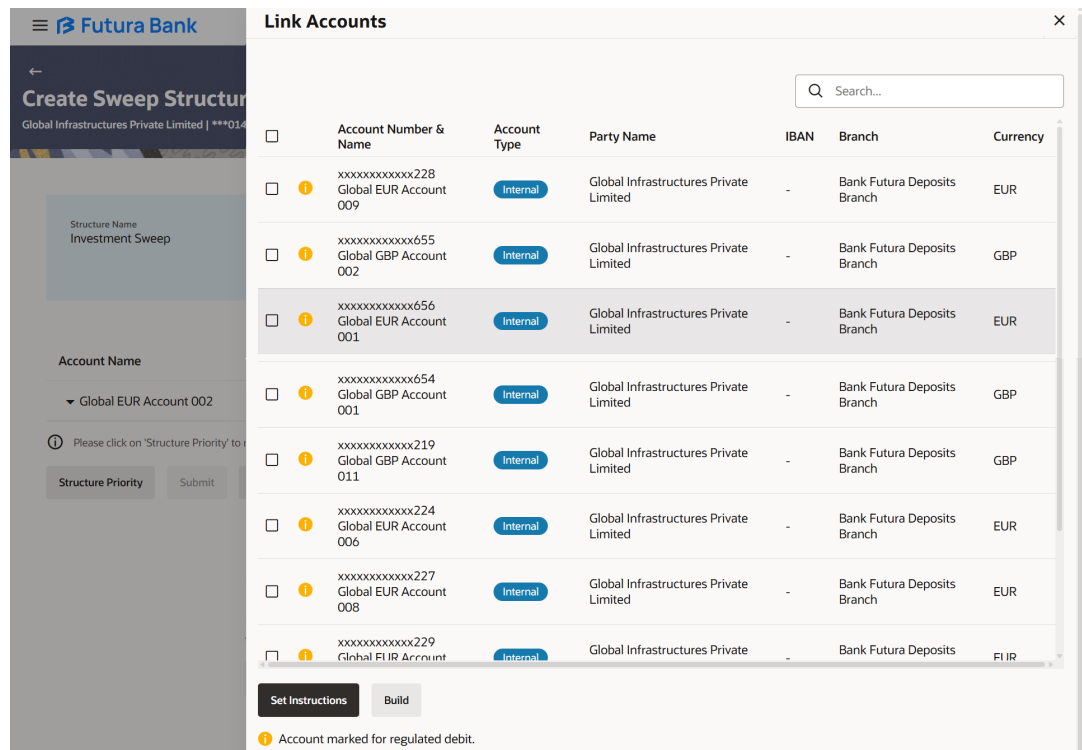 Futura Bank
Create Sweep Structur
Global Infrastructures Private Limited | ***014
Structure Name
Investment Sweep
Account Name
Global EUR Account 002
Please click on 'Structure Priority' to
Structure Priority
Submit
Link Accounts
Search...
Account Number &
Name
Account
Type
Party Name
IBAN
Branch
Currency
xxxxxxxxxxxx228
Global EUR Account
009
Internal
Global Infrastructures Private
Limited
-
Bank Futura Deposits
Branch
EUR
xxxxxxxxxxxx655
Global GBP Account
002
Internal
Global Infrastructures Private
Limited
-
Bank Futura Deposits
Branch
GBP
xxxxxxxxxxxx656
Global EUR Account
001
Internal
Global Infrastructures Private
Limited
-
Bank Futura Deposits
Branch
EUR
xxxxxxxxxxxx654
Global GBP Account
001
Internal
Global Infrastructures Private
Limited
-
Bank Futura Deposits
Branch
GBP
xxxxxxxxxxxx219
Global GBP Account
011
Internal
Global Infrastructures Private
Limited
-
Bank Futura Deposits
Branch
GBP
xxxxxxxxxxxx224
Global EUR Account
006
Internal
Global Infrastructures Private
Limited
-
Bank Futura Deposits
Branch
EUR
xxxxxxxxxxxx227
Global EUR Account
008
Internal
Global Infrastructures Private
Limited
-
Bank Futura Deposits
Branch
EUR
xxxxxxxxxxxx229
Global EUR Account
Internal
Global Infrastructures Private
Limited
-
Bank Futura Deposits
Branch
EUR
Set Instructions
Build
Account marked for regulated debit.